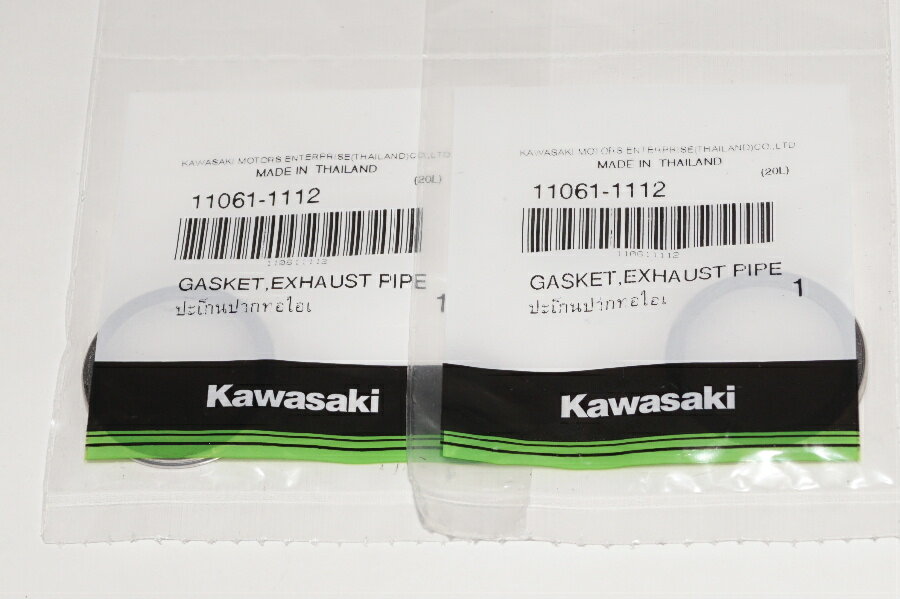 KAWASAKI MOTORS ENTERPRISE(THAILAND)CO.,LTD
MADE IN THAILAND
(20L)
11061-1112
110611112
GASKET,EXHAUST PIPE
ปะเก็นปากท่อไอเ
1
Kawasaki
KAWASAKI MOTORS ENTERPRISE(THAILAND)CO.,LTD
MADE IN THAILAND
(20L)
11061-1112
110611112
GASKET,EXHAUST PIPE
ปะเก็นปากท่อไอเ
1
Kawasaki